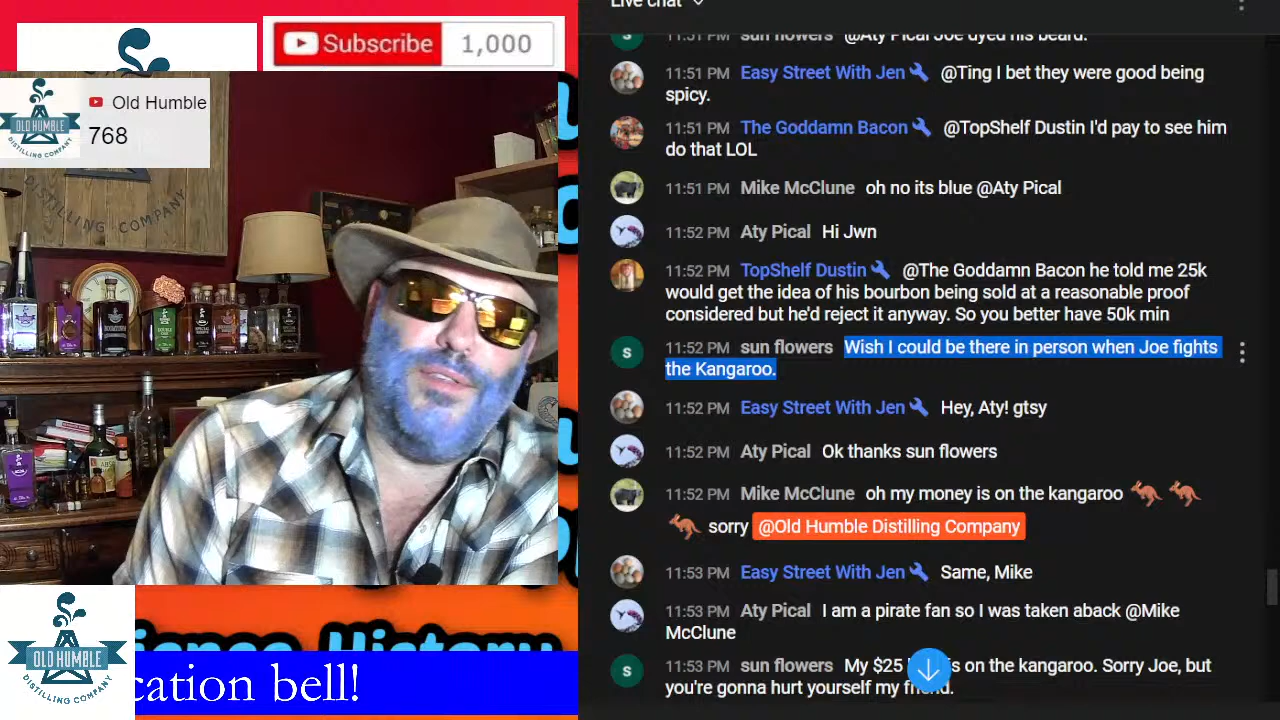 Subscribe 1,000
Old Humble
768
OLD HUMBLE
DISTILLING COMPANY
DISTILLING COMPANY
OLD HUMBLE
DISTILLING COMPANY
cation bell!
Live chat
11:51 PM sun flowers @Aty Pical Joe dyed his beard.
11:51 PM Easy Street With Jen @Ting I bet they were good being
spicy.
11:51 PM The Goddamn Bacon @TopShelf Dustin I'd pay to see him
do that LOL
11:51 PM Mike McClune oh no its blue @Aty Pical
11:52 PM Aty Pical Hi Jwn
11:52 PM TopShelf Dustin @The Goddamn Bacon he told me 25k
would get the idea of his bourbon being sold at a reasonable proof
considered but he'd reject it anyway. So you better have 50k min
S 11:52 PM sun flowers Wish I could be there in person when Joe fights
the Kangaroo.
11:52 PM Easy Street With Jen Hey, Aty! gtsy
11:52 PM Aty Pical Ok thanks sun flowers
11:52 PM Mike McClune oh my money is on the kangaroo 🦘 🦘
🦘 sorry @Old Humble Distilling Company
11:53 PM Easy Street With Jen Same, Mike
11:53 PM Aty Pical I am a pirate fan so I was taken aback @Mike
McClune
S 11:53 PM sun flowers My $25 is on the kangaroo. Sorry Joe, but
you're gonna hurt yourself my friend.